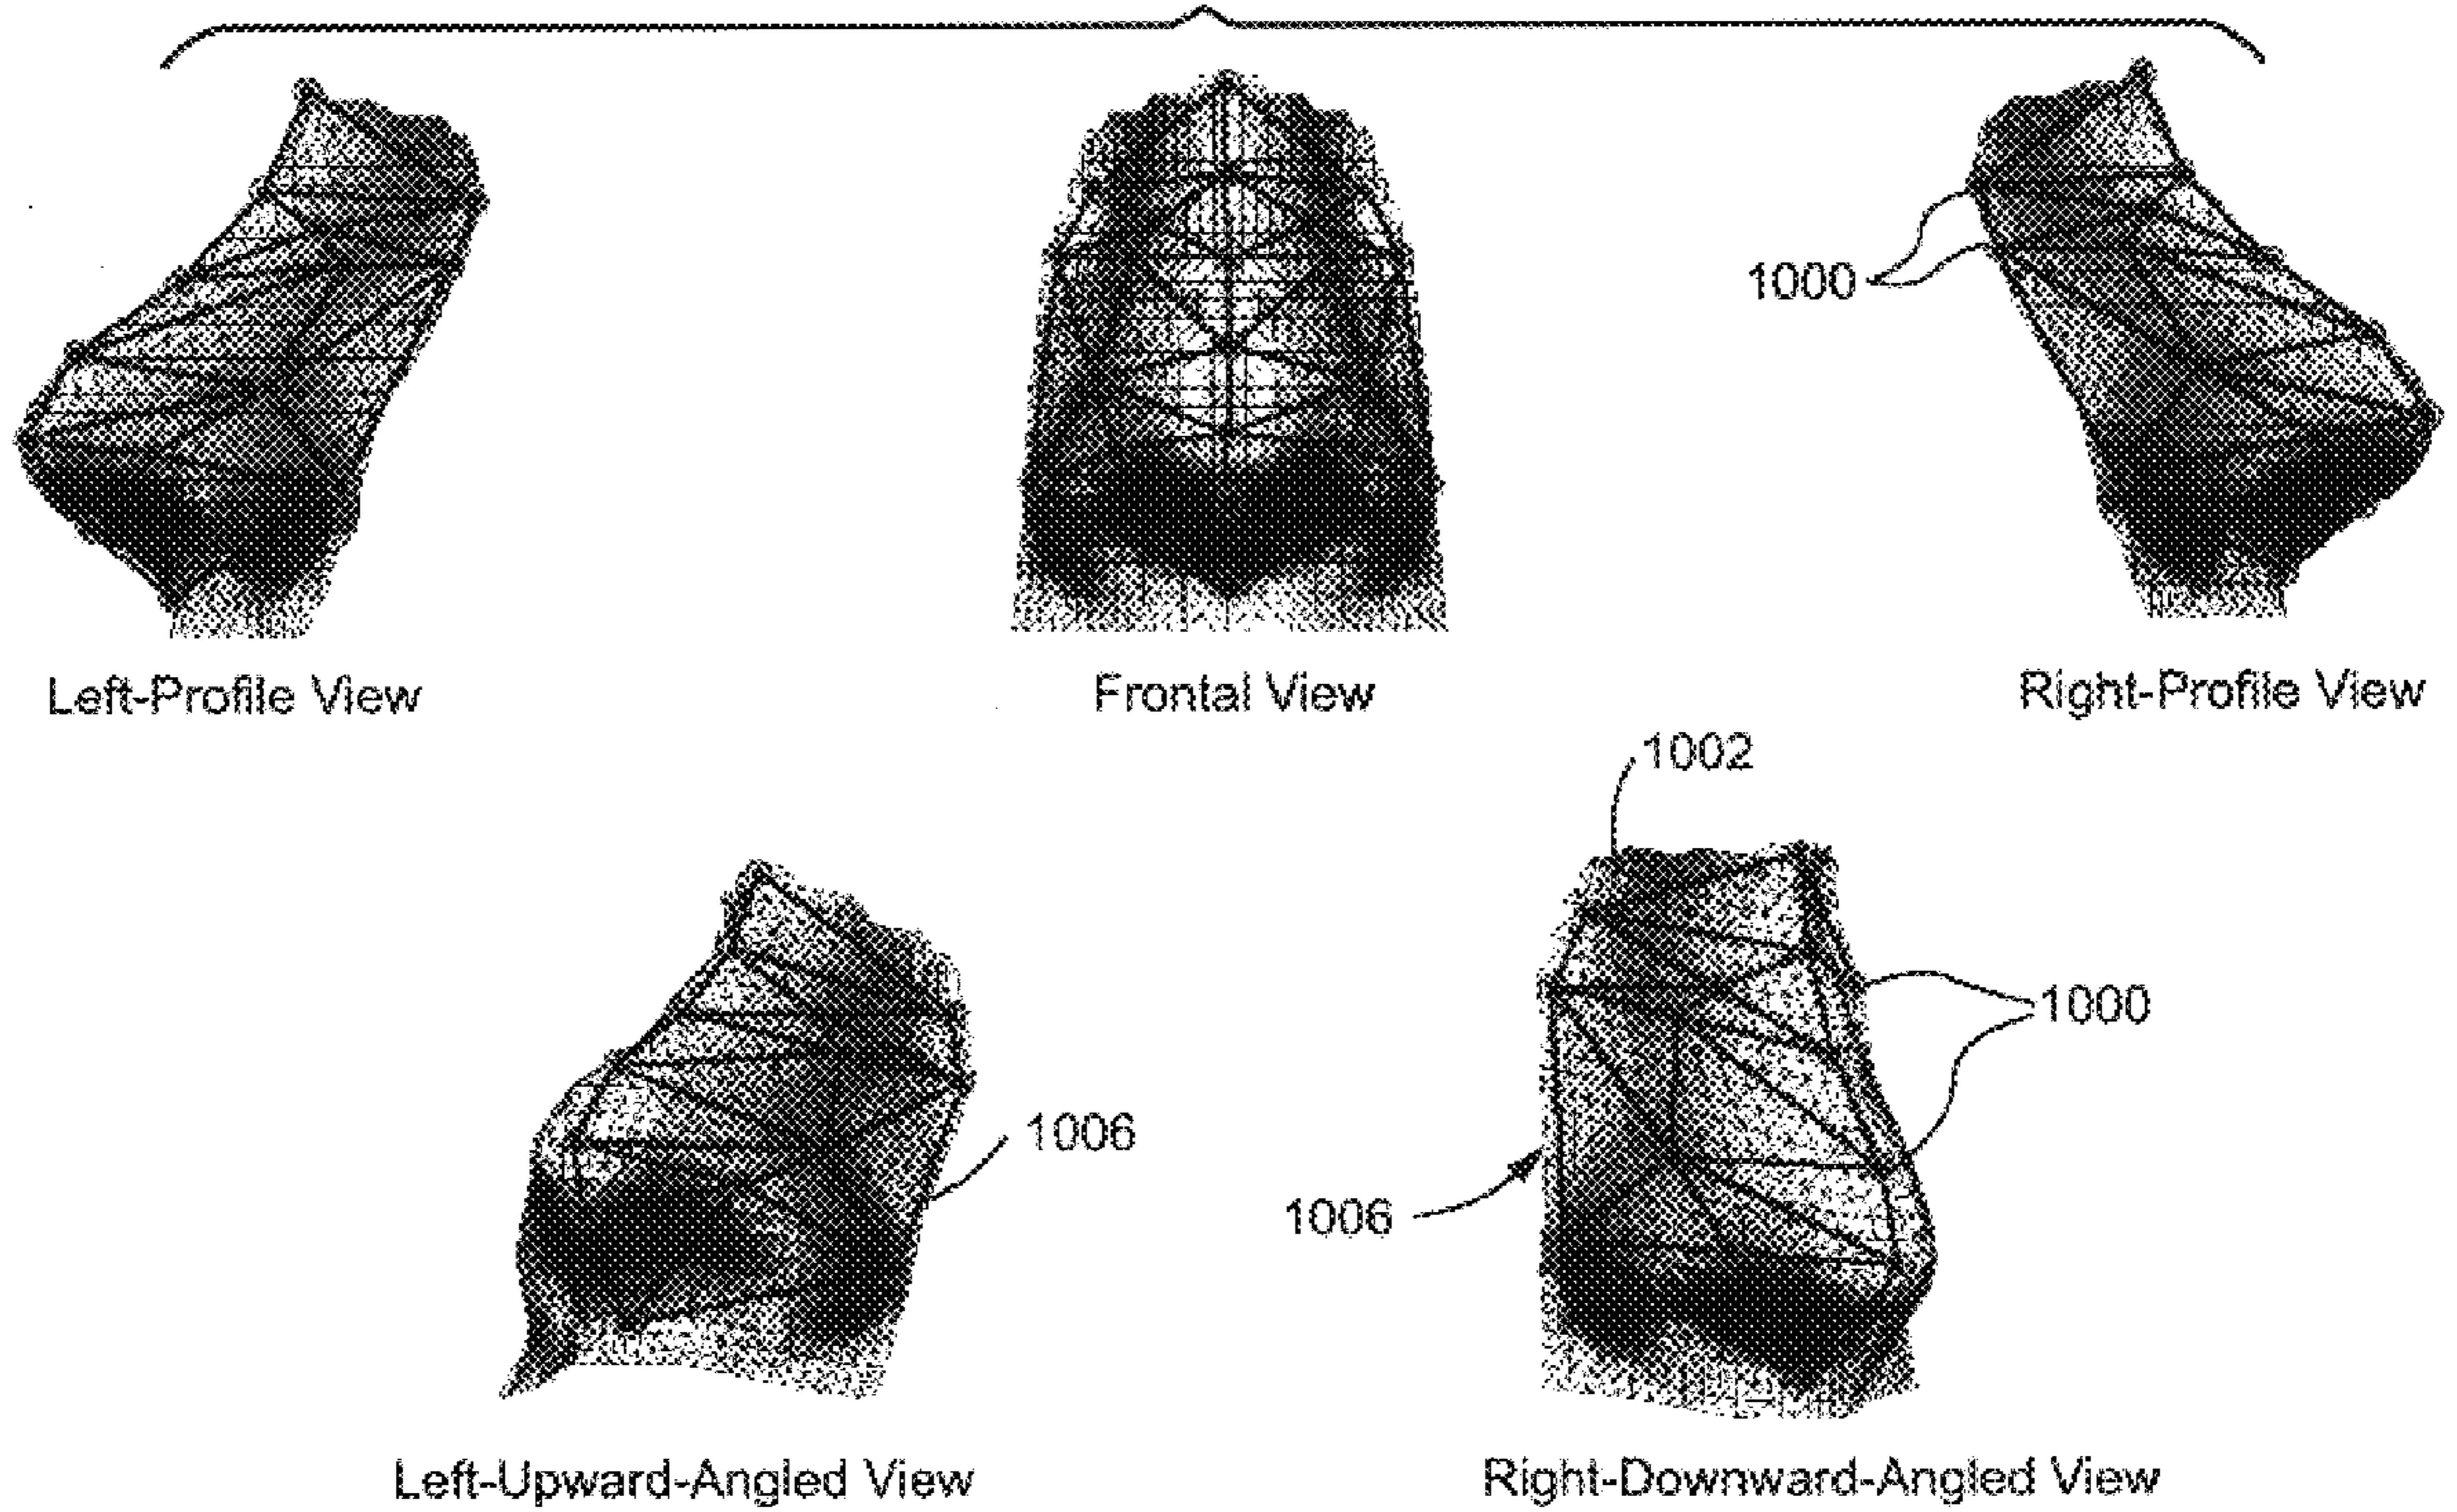 1000
Left-Profile View
Frontal View
Right-Profile View
1002
1000
1006
1006
Left-Upward-Angled View
Right-Downward-Angled View